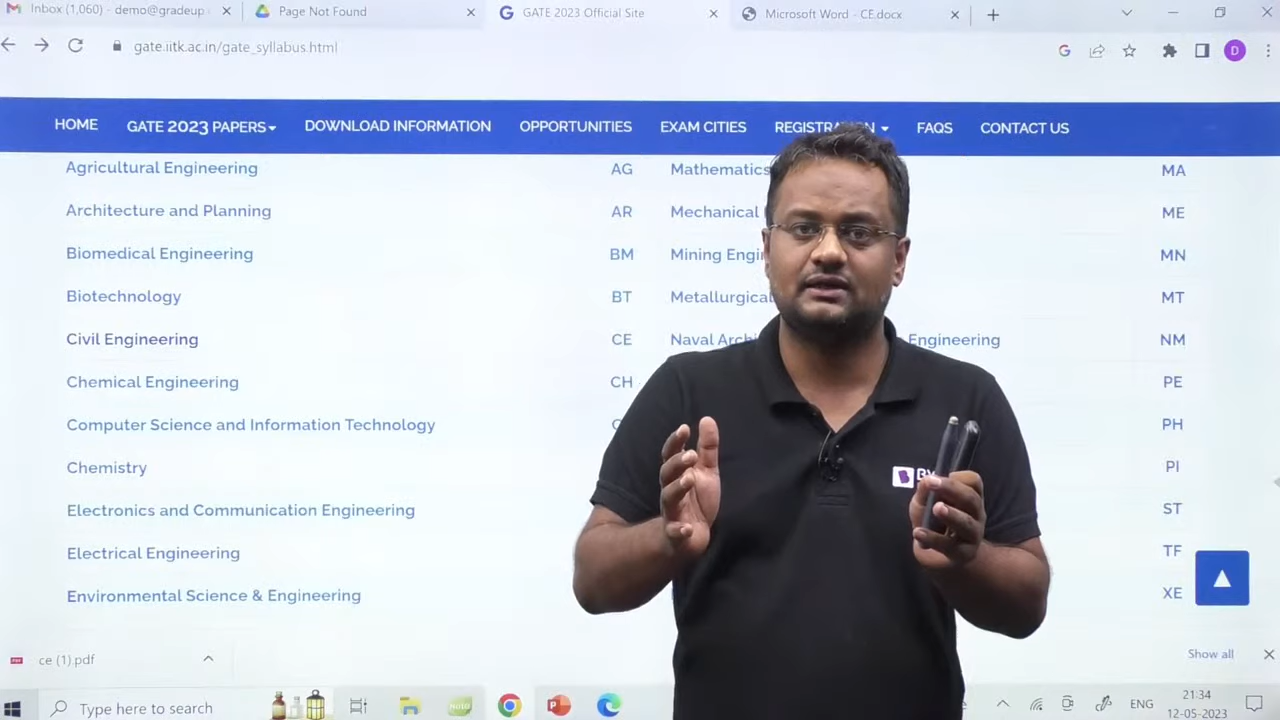 Inbox (1,060) - demo@gradeup
Page Not Found
GATE 2023 Official Site
Microsoft Word - CE.docx
gate.iitk.ac.in/gate_syllabus.html
D
HOME
GATE 2023 PAPERS
DOWNLOAD INFORMATION
OPPORTUNITIES
EXAM CITIES
REGISTRATION
FAQS
CONTACT US
Agricultural Engineering AG Mathematics MA
Architecture and Planning AR Mechanical ME
Biomedical Engineering BM Mining MN
Biotechnology BT Metallurgical MT
Civil Engineering CE Naval Engineering NM
Chemical Engineering CH PE
Computer Science and Information Technology PH
Chemistry PI
Electronics and Communication Engineering ST
Electrical Engineering TF
Environmental Science & Engineering XE
ce (1).pdf
Show all
Type here to search
ENG
21:34
12-05-2023